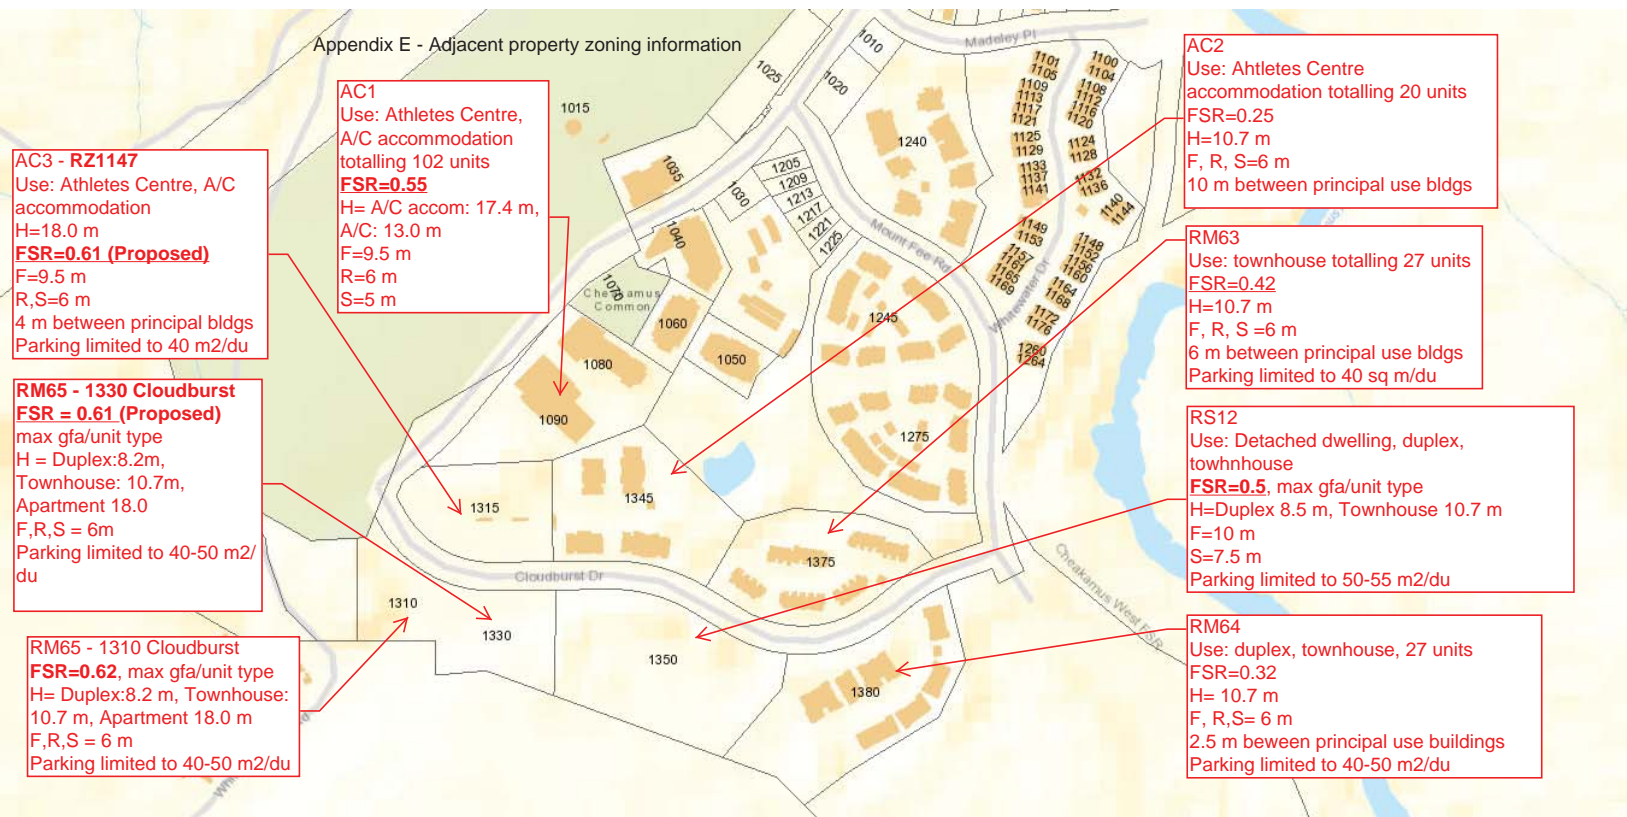 Appendix E - Adjacent property zoning information
AC3 - RZ1147
Use: Athletes Centre, A/C
accommodation
H=18.0 m
FSR=0.61 (Proposed)
F=9.5 m
R,S=6 m
4 m between principal bldgs
Parking limited to 40 m2/du
RM65 - 1330 Cloudburst
FSR = 0.61 (Proposed)
max gfa/unit type
H = Duplex:8.2m,
Townhouse: 10.7m,
Apartment 18.0
F,R,S = 6m
Parking limited to 40-50 m2/
du
RM65 - 1310 Cloudburst
FSR=0.62, max gfa/unit type
H= Duplex:8.2 m, Townhouse:
10.7 m, Apartment 18.0 m
F,R,S = 6 m
Parking limited to 40-50 m2/du
AC1
Use: Athletes Centre,
A/C accommodation
totalling 102 units
FSR=0.55
H= A/C accom: 17.4 m,
A/C: 13.0 m
F=9.5 m
R=6 m
S=5 m
AC2
Use: Ahtletes Centre
accommodation totalling 20 units
FSR=0.25
H=10.7 m
F, R, S=6 m
10 m between principal use bldgs
RM63
Use: townhouse totalling 27 units
FSR=0.42
H=10.7 m
F, R, S =6 m
6 m between principal use bldgs
Parking limited to 40 sq m/du
RS12
Use: Detached dwelling, duplex,
towhnhouse
FSR=0.5, max gfa/unit type
H=Duplex 8.5 m, Townhouse 10.7 m
F=10 m
S=7.5 m
Parking limited to 50-55 m2/du
RM64
Use: duplex, townhouse, 27 units
FSR=0.32
H= 10.7 m
F, R,S= 6 m
2.5 m beween principal use buildings
Parking limited to 40-50 m2/du
Madeley Pl
Mount Fee Rd
Whitewater Dr
Cloudburst Dr
Cheakamus West FSR
Cheakamus
Common
1010
1020
1025
1015
1035
1030
1040
1070
1060
1050
1080
1090
1205
1209
1213
1217
1221
1225
1240
1245
1275
1315
1345
1375
1310
1330
1350
1380
1101
1105
1109
1113
1117
1121
1125
1129
1133
1137
1141
1149
1153
1157
1161
1165
1169
1100
1104
1108
1112
1116
1120
1124
1128
1132
1136
1140
1144
1148
1152
1156
1160
1164
1168
1172
1176
1260
1264